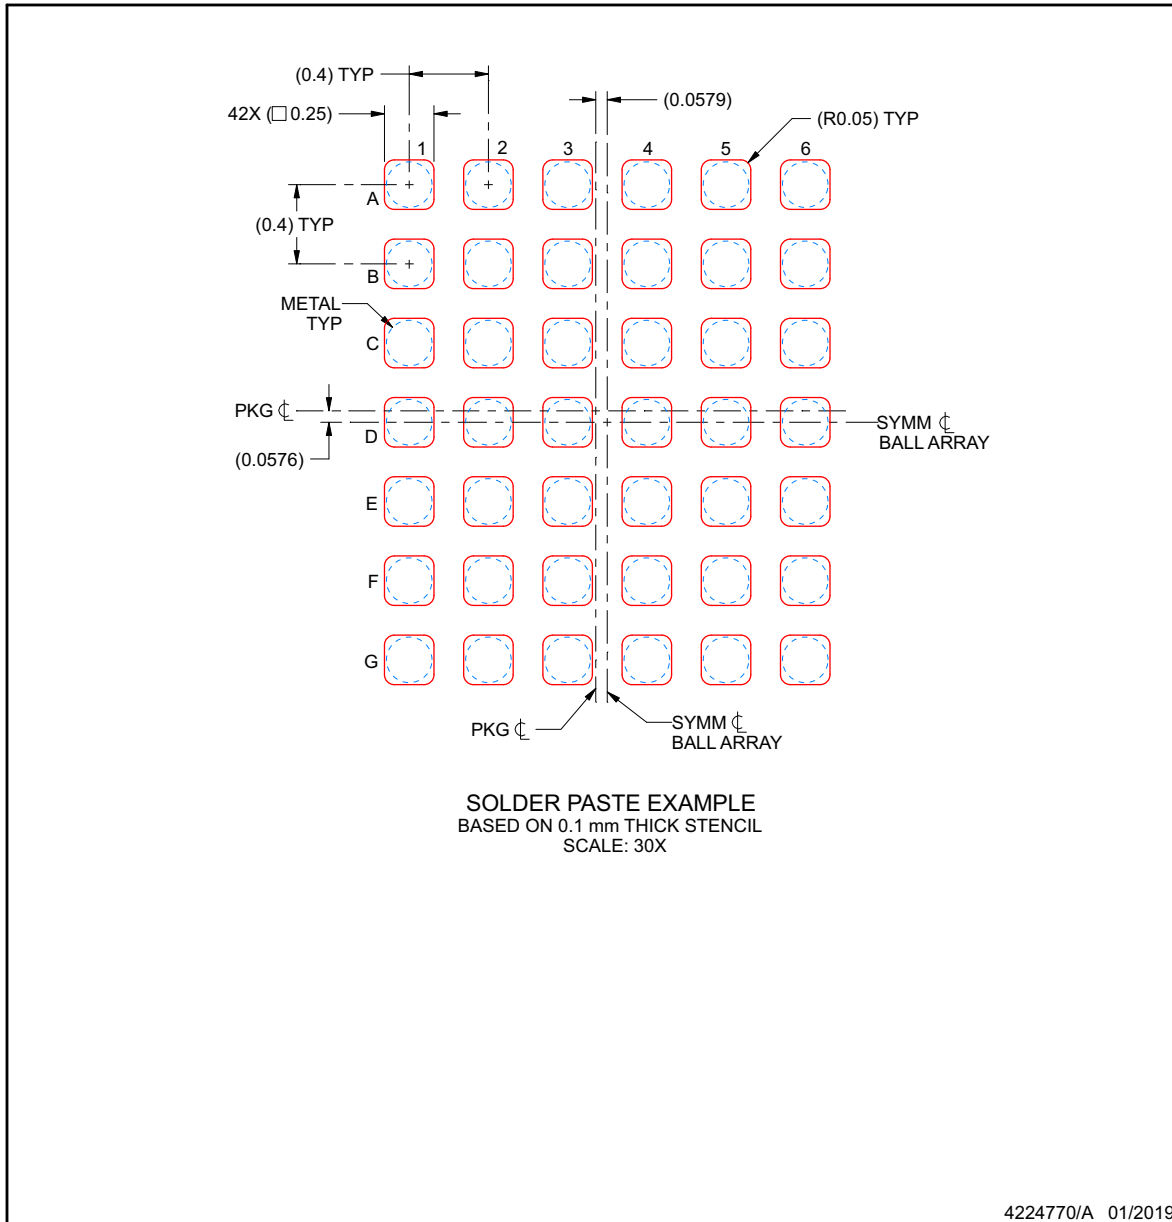 (0.4) TYP
(0.0579)
42X (□ 0.25)
(R0.05) TYP
1 2 3 4 5 6
A
(0.4) TYP
B
METAL
TYP
C
PKG ℄
D
SYMM ℄
BALL ARRAY
(0.0576)
E
F
G
PKG ℄
SYMM ℄
BALL ARRAY
SOLDER PASTE EXAMPLE
BASED ON 0.1 mm THICK STENCIL
SCALE: 30X
4224770/A 01/2019